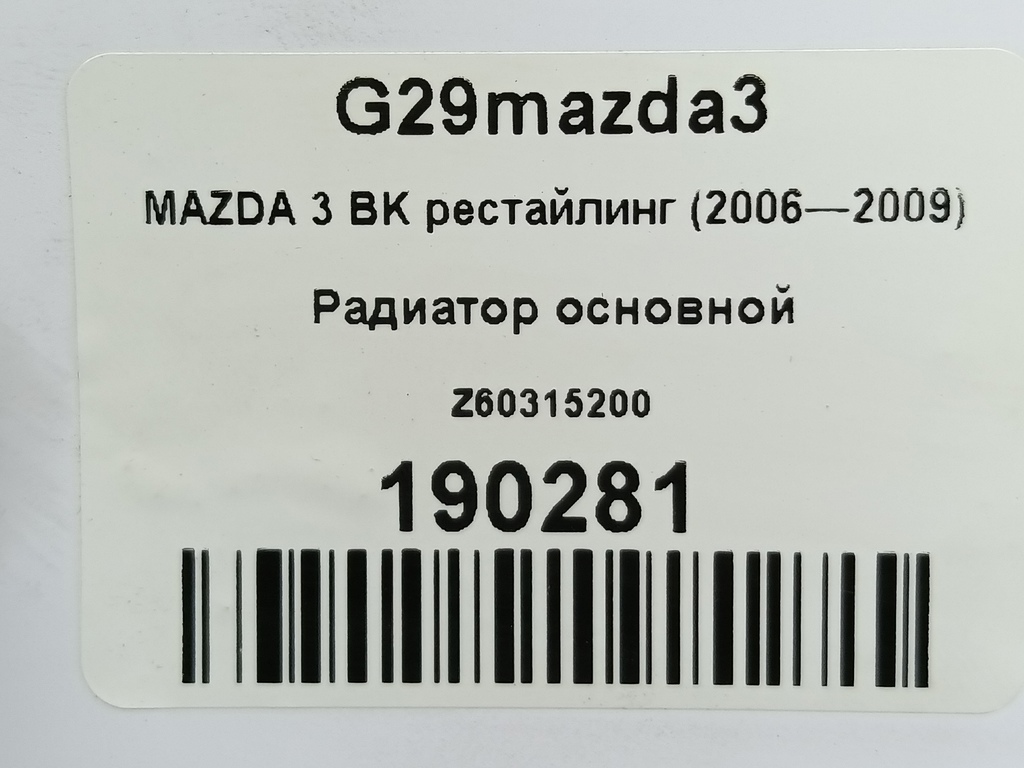 G29mazda3
MAZDA 3 BK рестайлинг (2006—2009)
Радиатор основной
Z60315200
190281